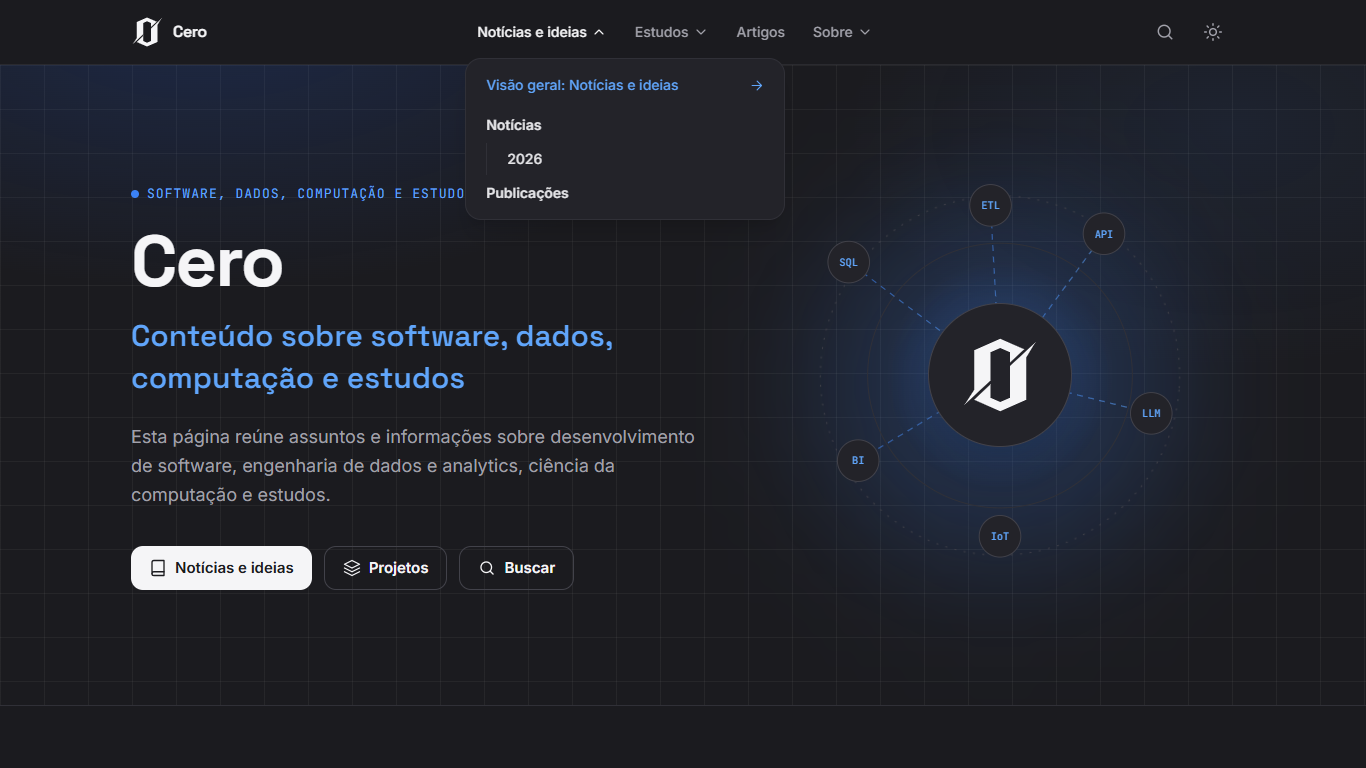 Cero
Notícias e ideias
Estudos
Artigos
Sobre
Visão geral: Notícias e ideias
Notícias
2026
Publicações
SOFTWARE, DADOS, COMPUTAÇÃO E ESTUDO
Cero
Conteúdo sobre software, dados,
computação e estudos
Esta página reúne assuntos e informações sobre desenvolvimento
de software, engenharia de dados e analytics, ciência da
computação e estudos.
Notícias e ideias
Projetos
Buscar
ETL
API
SQL
LLM
BI
IoT